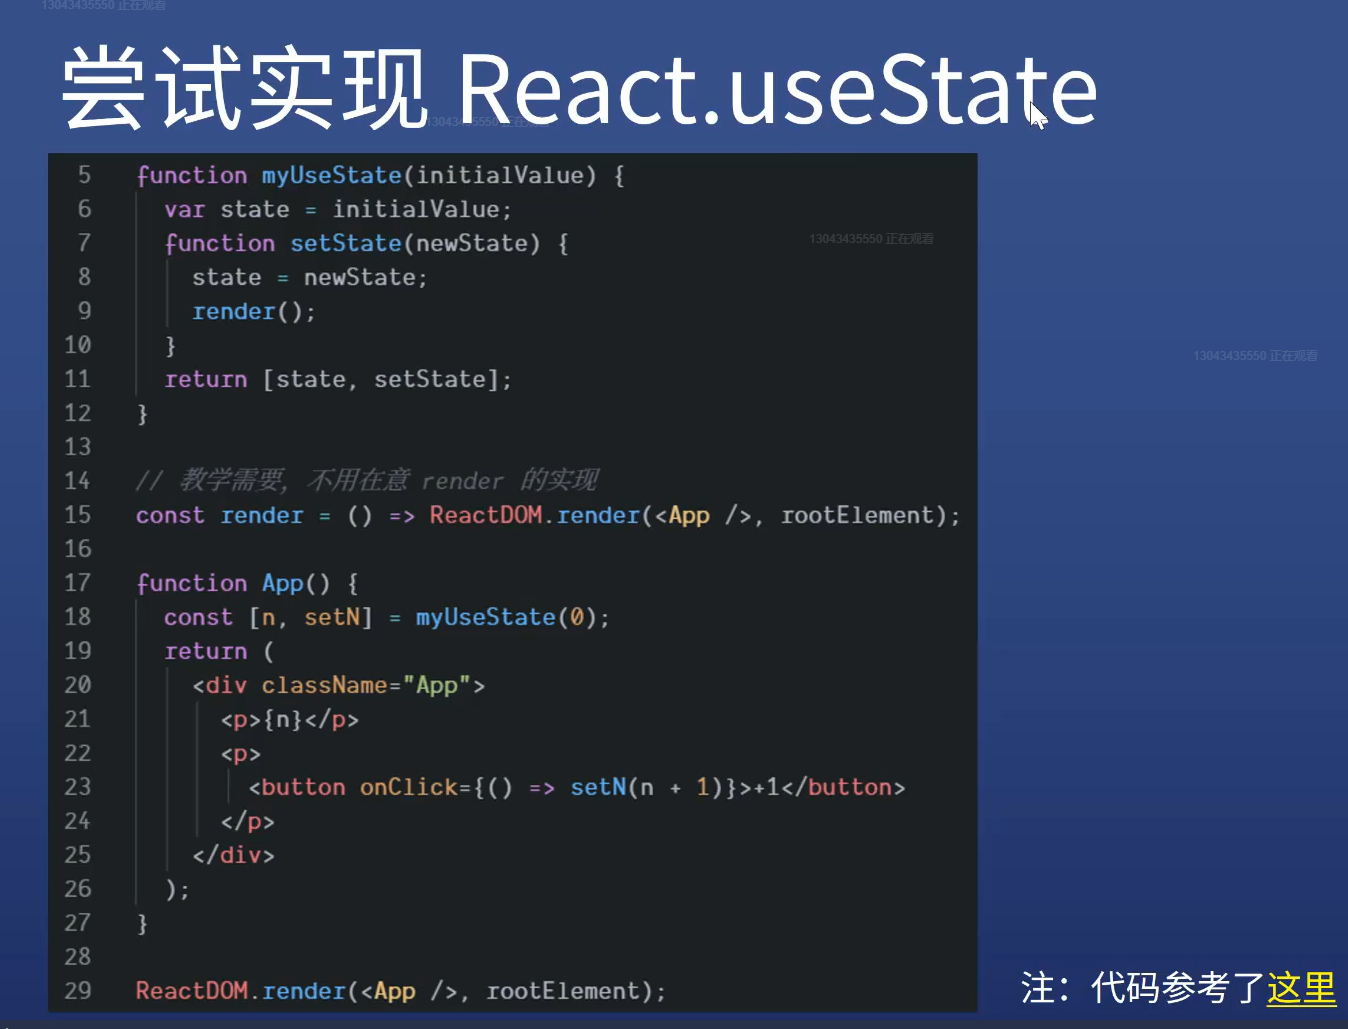 13043435550 正在观看
尝试实现 React.useState
13043435550 正在观看
5 function myUseState(initialValue) {
6 var state = initialValue;
7 function setState(newState) {
13043435550 正在观看
8 state = newState;
9 render();
10 }
13043435550 正在观看
11 return [state, setState];
12 }
13
14 // 教学需要, 不用在意 render 的实现
15 const render = () => ReactDOM.render(<App />, rootElement);
16
17 function App() {
18 const [n, setN] = myUseState(0);
19 return (
20 <div className="App">
21 <p>{n}</p>
22 <p>
23 <button onClick={() => setN(n + 1)}>+1</button>
24 </p>
25 </div>
26 );
27 }
28
29 ReactDOM.render(<App />, rootElement);
注：代码参考了这里